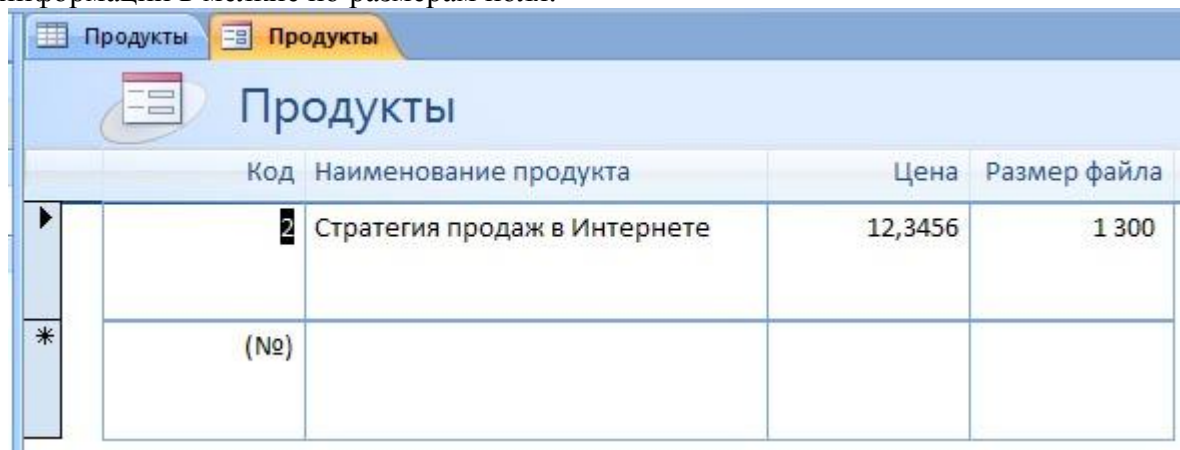 информации в мелкие по размерам поля.
Продукты Продукты
Продукты
Код Наименование продукта Цена Размер файла
2 Стратегия продаж в Интернете 12,3456 1 300
* (№)